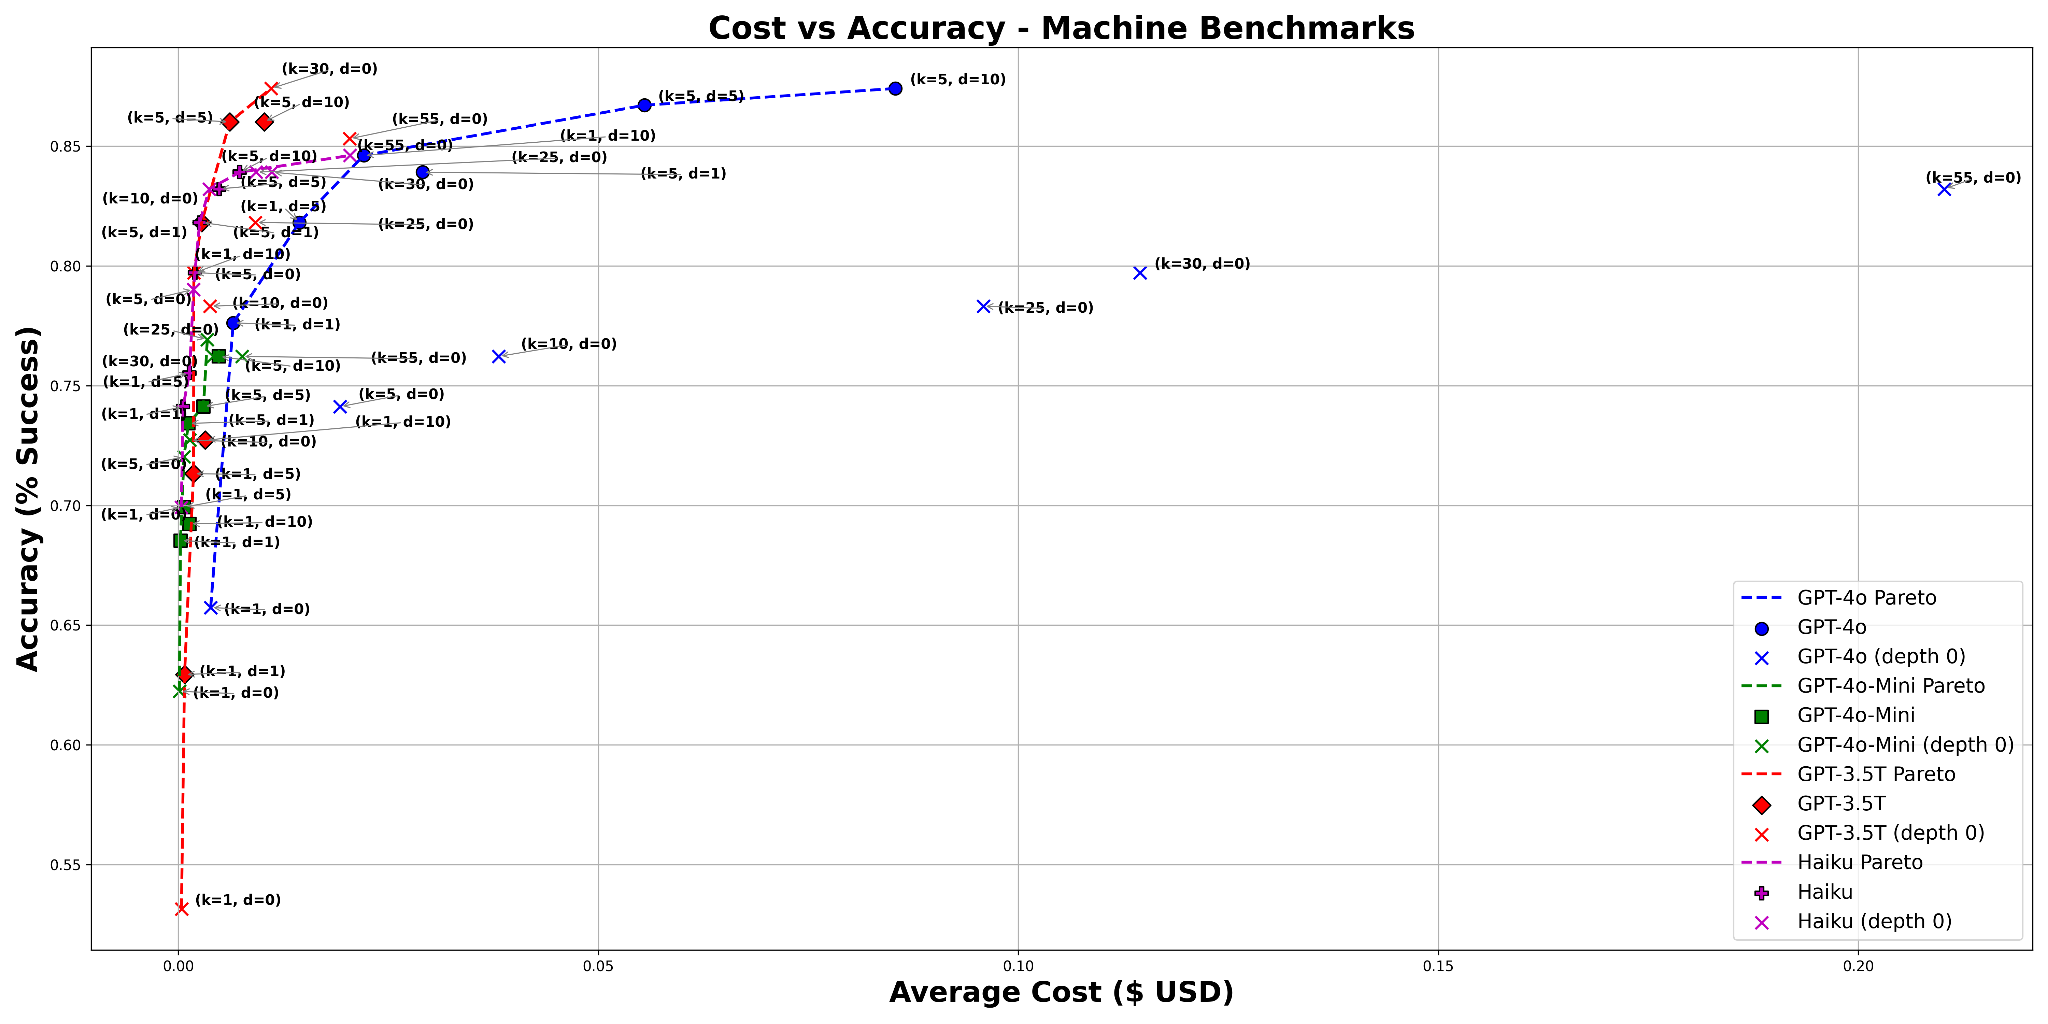 Cost vs Accuracy - Machine Benchmarks
Accuracy (% Success)
0.85
0.80
0.75
0.70
0.65
0.60
0.55
(k=30, d=0)
(k=5, d=10)
(k=5, d=10)
(k=5, d=5)
(k=5, d=5)
(k=55, d=0)
(k=1, d=10)
(k=55, d=0)
(k=5, d=10)
(k=25, d=0)
(k=5, d=1)
(k=55, d=0)
(k=5, d=5)
(k=30, d=0)
(k=10, d=0)
(k=1, d=5)
(k=25, d=0)
(k=5, d=1)
(k=5, d=1)
(k=1, d=10)
(k=30, d=0)
(k=5, d=0)
(k=5, d=0)
(k=10, d=0)
(k=25, d=0)
(k=1, d=1)
(k=25, d=0)
(k=10, d=0)
(k=55, d=0)
(k=30, d=0)
(k=5, d=10)
(k=1, d=5)
(k=5, d=5)
(k=5, d=0)
(k=1, d=1)
(k=5, d=1)
(k=1, d=10)
(k=10, d=0)
(k=5, d=0)
(k=1, d=5)
(k=1, d=5)
(k=1, d=0)
(k=1, d=10)
(k=1, d=1)
(k=1, d=0)
(k=1, d=1)
(k=1, d=0)
(k=1, d=0)
GPT-4o Pareto
GPT-4o
GPT-4o (depth 0)
GPT-4o-Mini Pareto
GPT-4o-Mini
GPT-4o-Mini (depth 0)
GPT-3.5T Pareto
GPT-3.5T
GPT-3.5T (depth 0)
Haiku Pareto
Haiku
Haiku (depth 0)
0.00
0.05
0.10
0.15
0.20
Average Cost ($ USD)